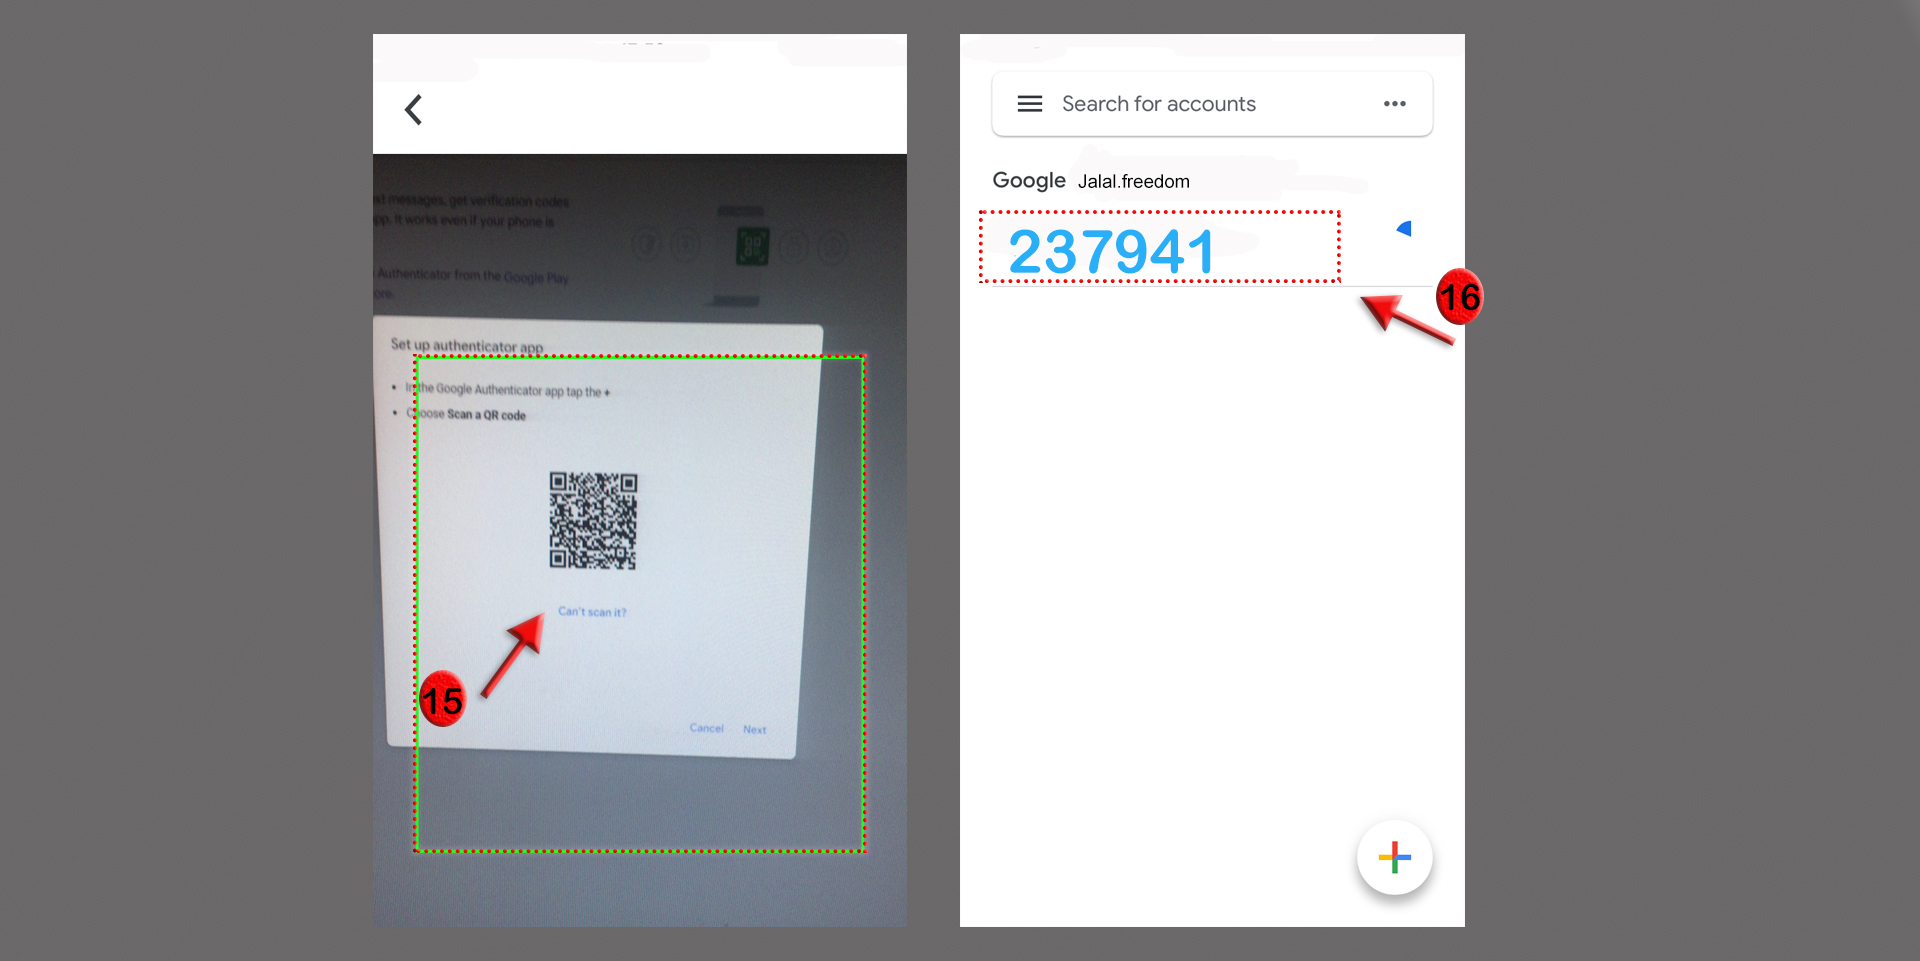 st messages, get verification codes
pp. It works even if your phone is
Authenticator from the Google Play
ore.
Set up authenticator app
In the Google Authenticator app tap the +
Choose Scan a QR code
Can't scan it?
15
Cancel Next
Search for accounts
Google Jalal.freedom
237941
16